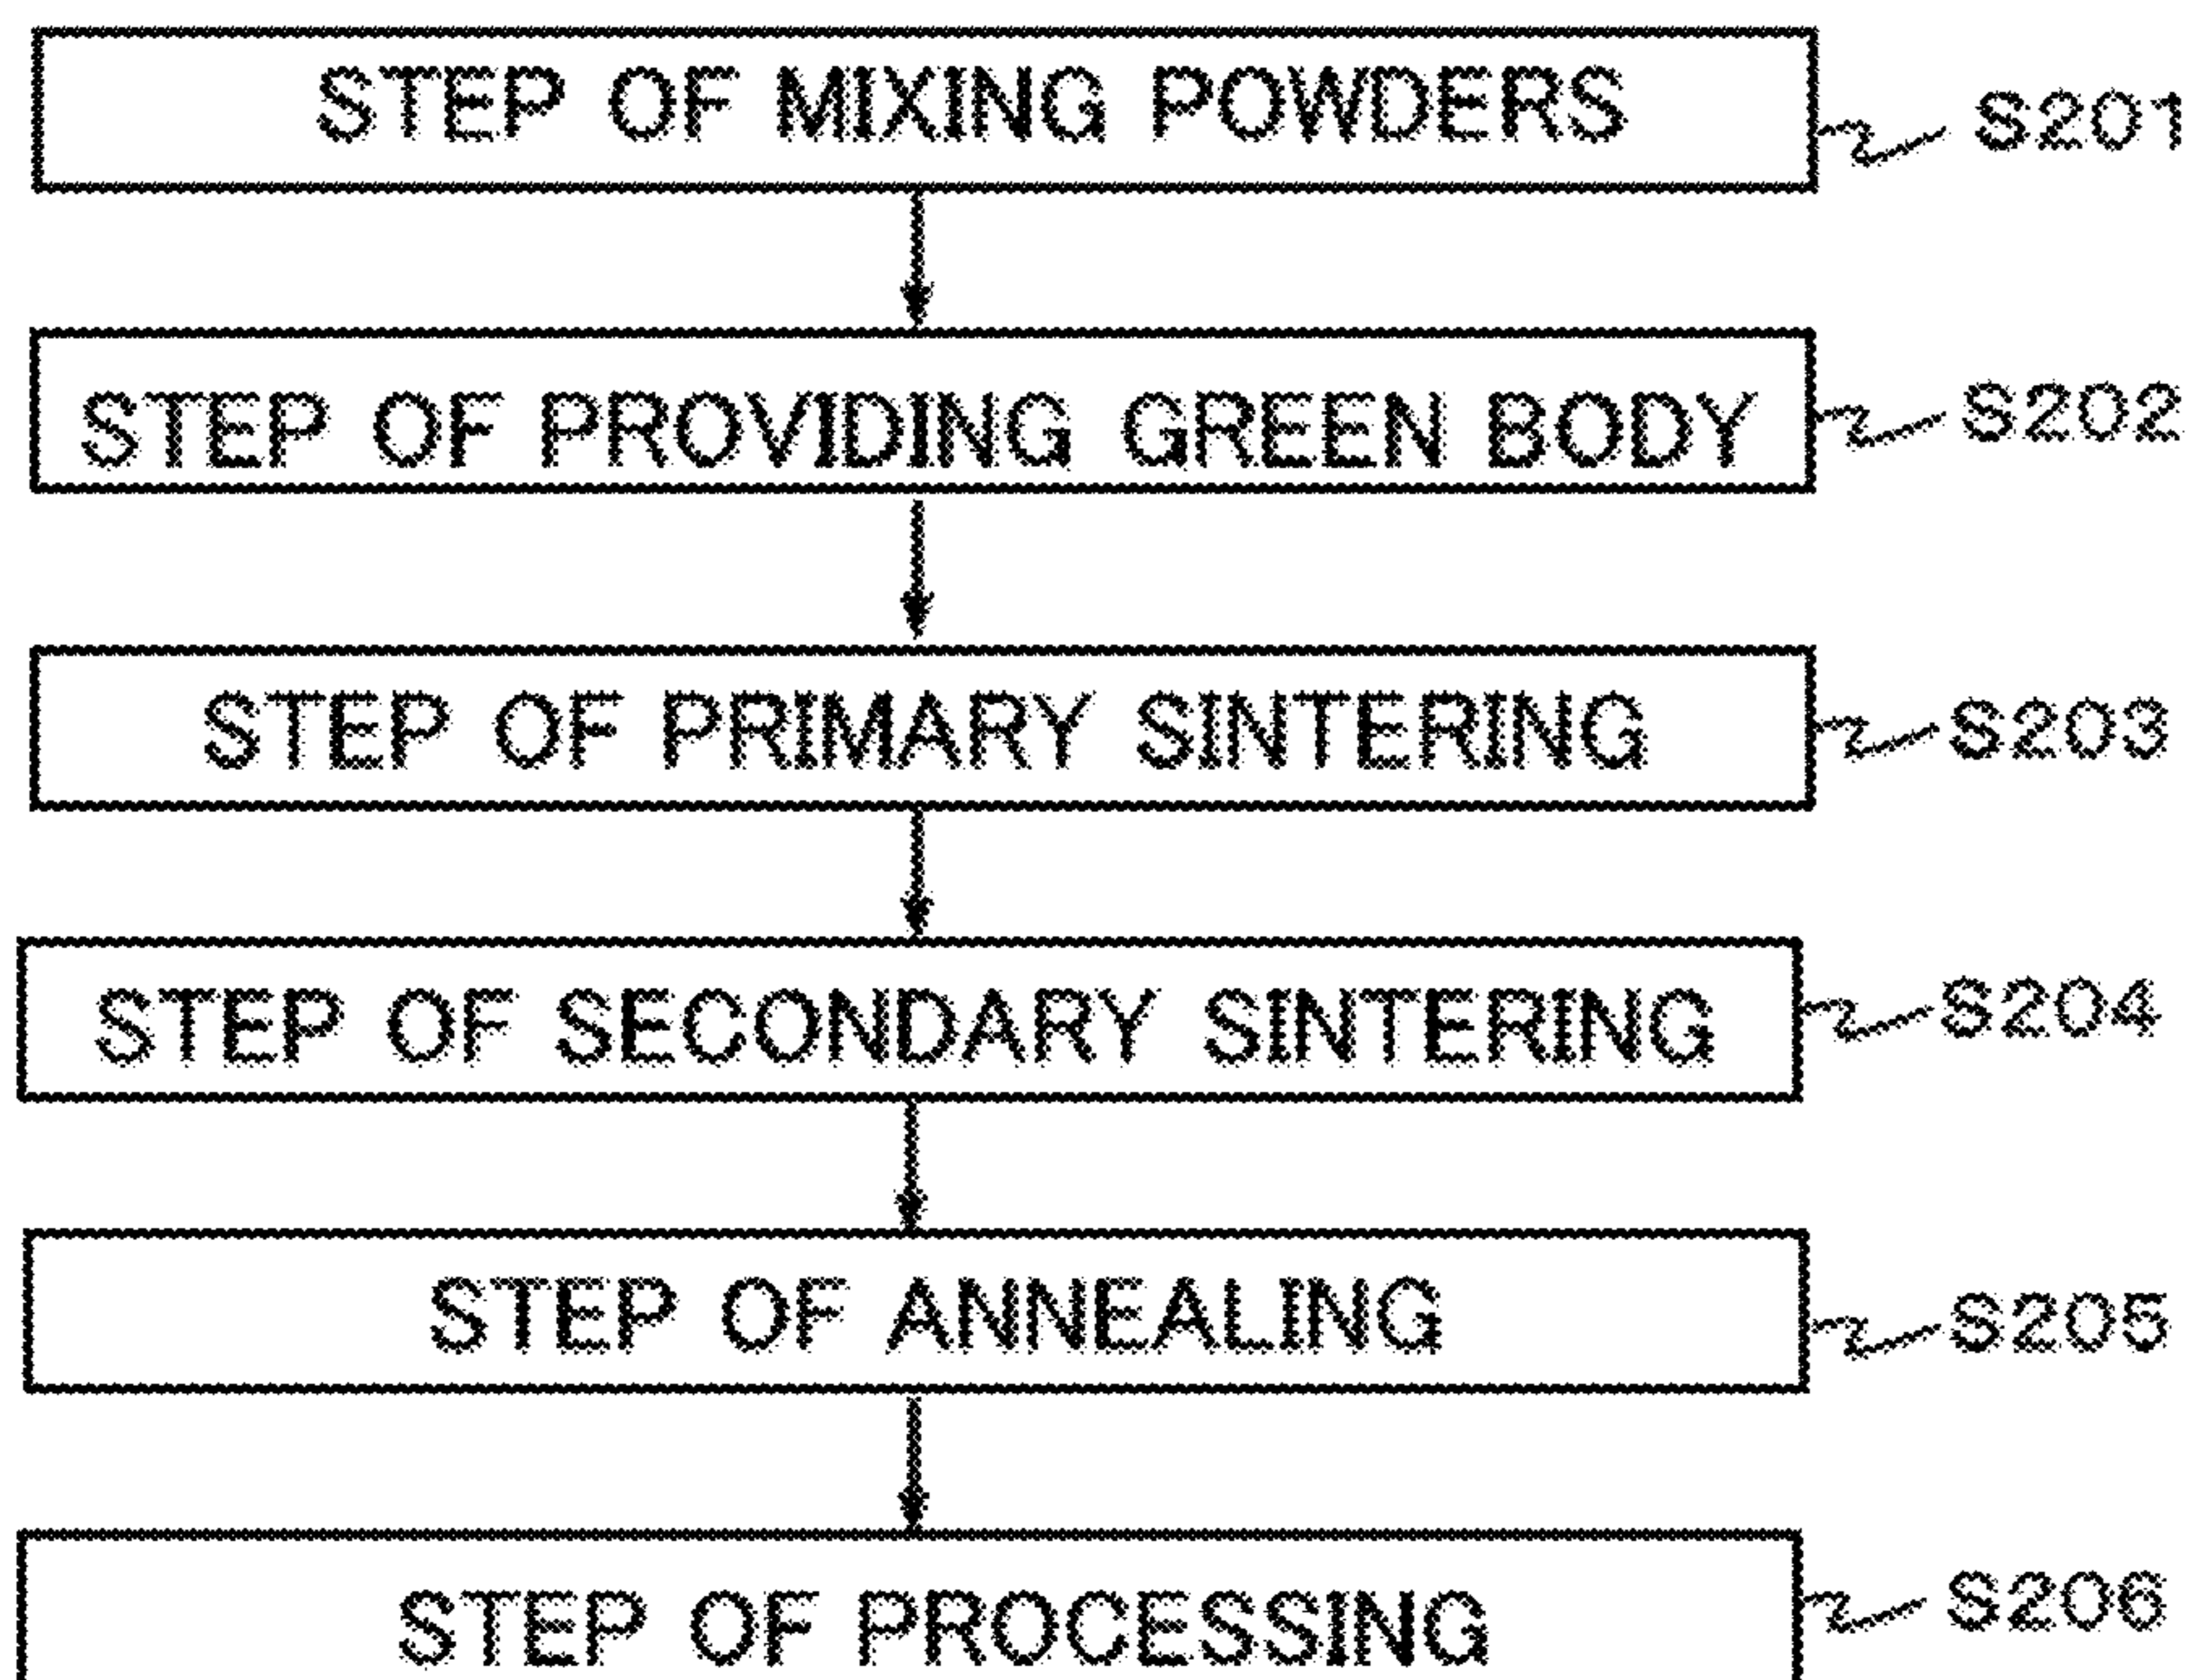 STEP OF MIXING POWDERS S201
STEP OF PROVIDING GREEN BODY S202
STEP OF PRIMARY SINTERING S203
STEP OF SECONDARY SINTERING S204
STEP OF ANNEALING S205
STEP OF PROCESSING S206